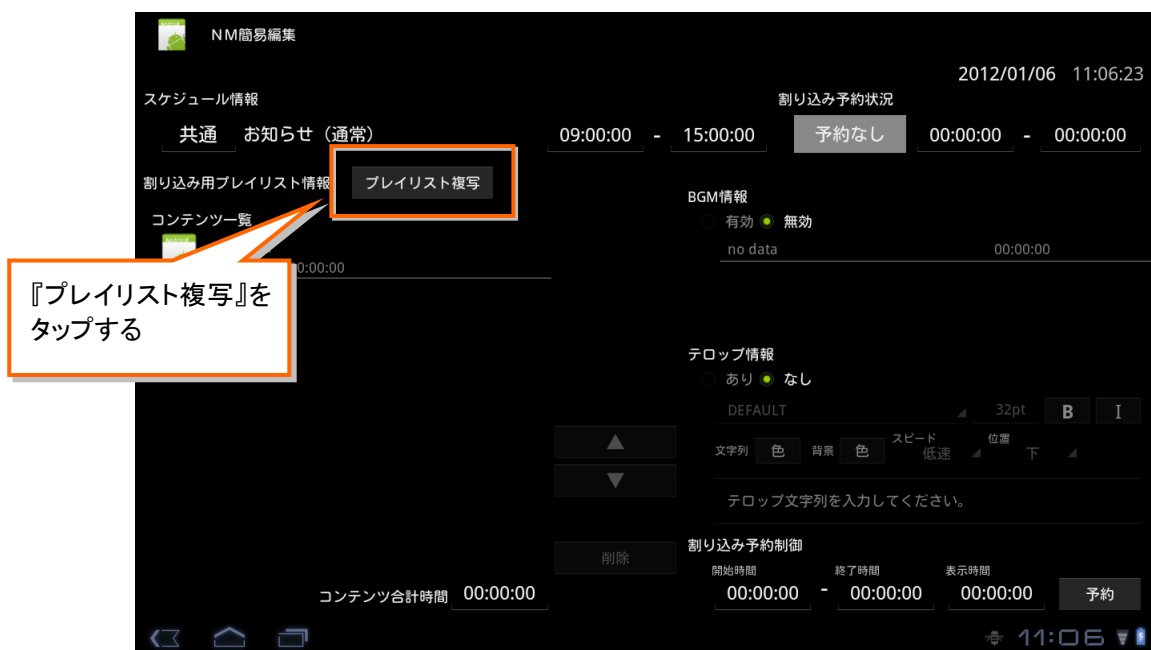 NM簡易編集
2012/01/06 11:06:23
スケジュール情報
割り込み予約状況
共通 お知らせ（通常） 09:00:00 - 15:00:00 予約なし 00:00:00 - 00:00:00
割り込み用プレイリスト情報 プレイリスト複写
BGM情報
有効 無効
コンテンツ一覧
no data 00:00:00
0:00:00
『プレイリスト複写』を
タップする
テロップ情報
あり なし
DEFAULT 32pt B I
▲
文字列 色 背景 色 スピード 低速 位置 下
▼
テロップ文字列を入力してください。
削除
割り込み予約制御
開始時間 終了時間 表示時間
00:00:00 - 00:00:00 00:00:00 予約
コンテンツ合計時間 00:00:00
11:06